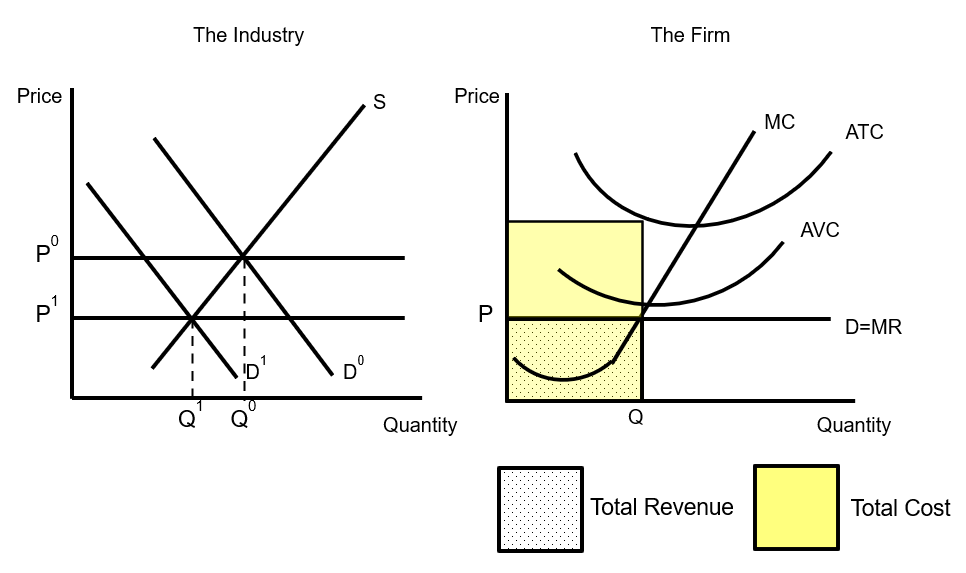 The Industry
Price
S
P⁰
P¹
D¹
D⁰
Q¹
Q⁰
Quantity
The Firm
Price
MC
ATC
AVC
P
D=MR
Q
Quantity
Total Revenue
Total Cost